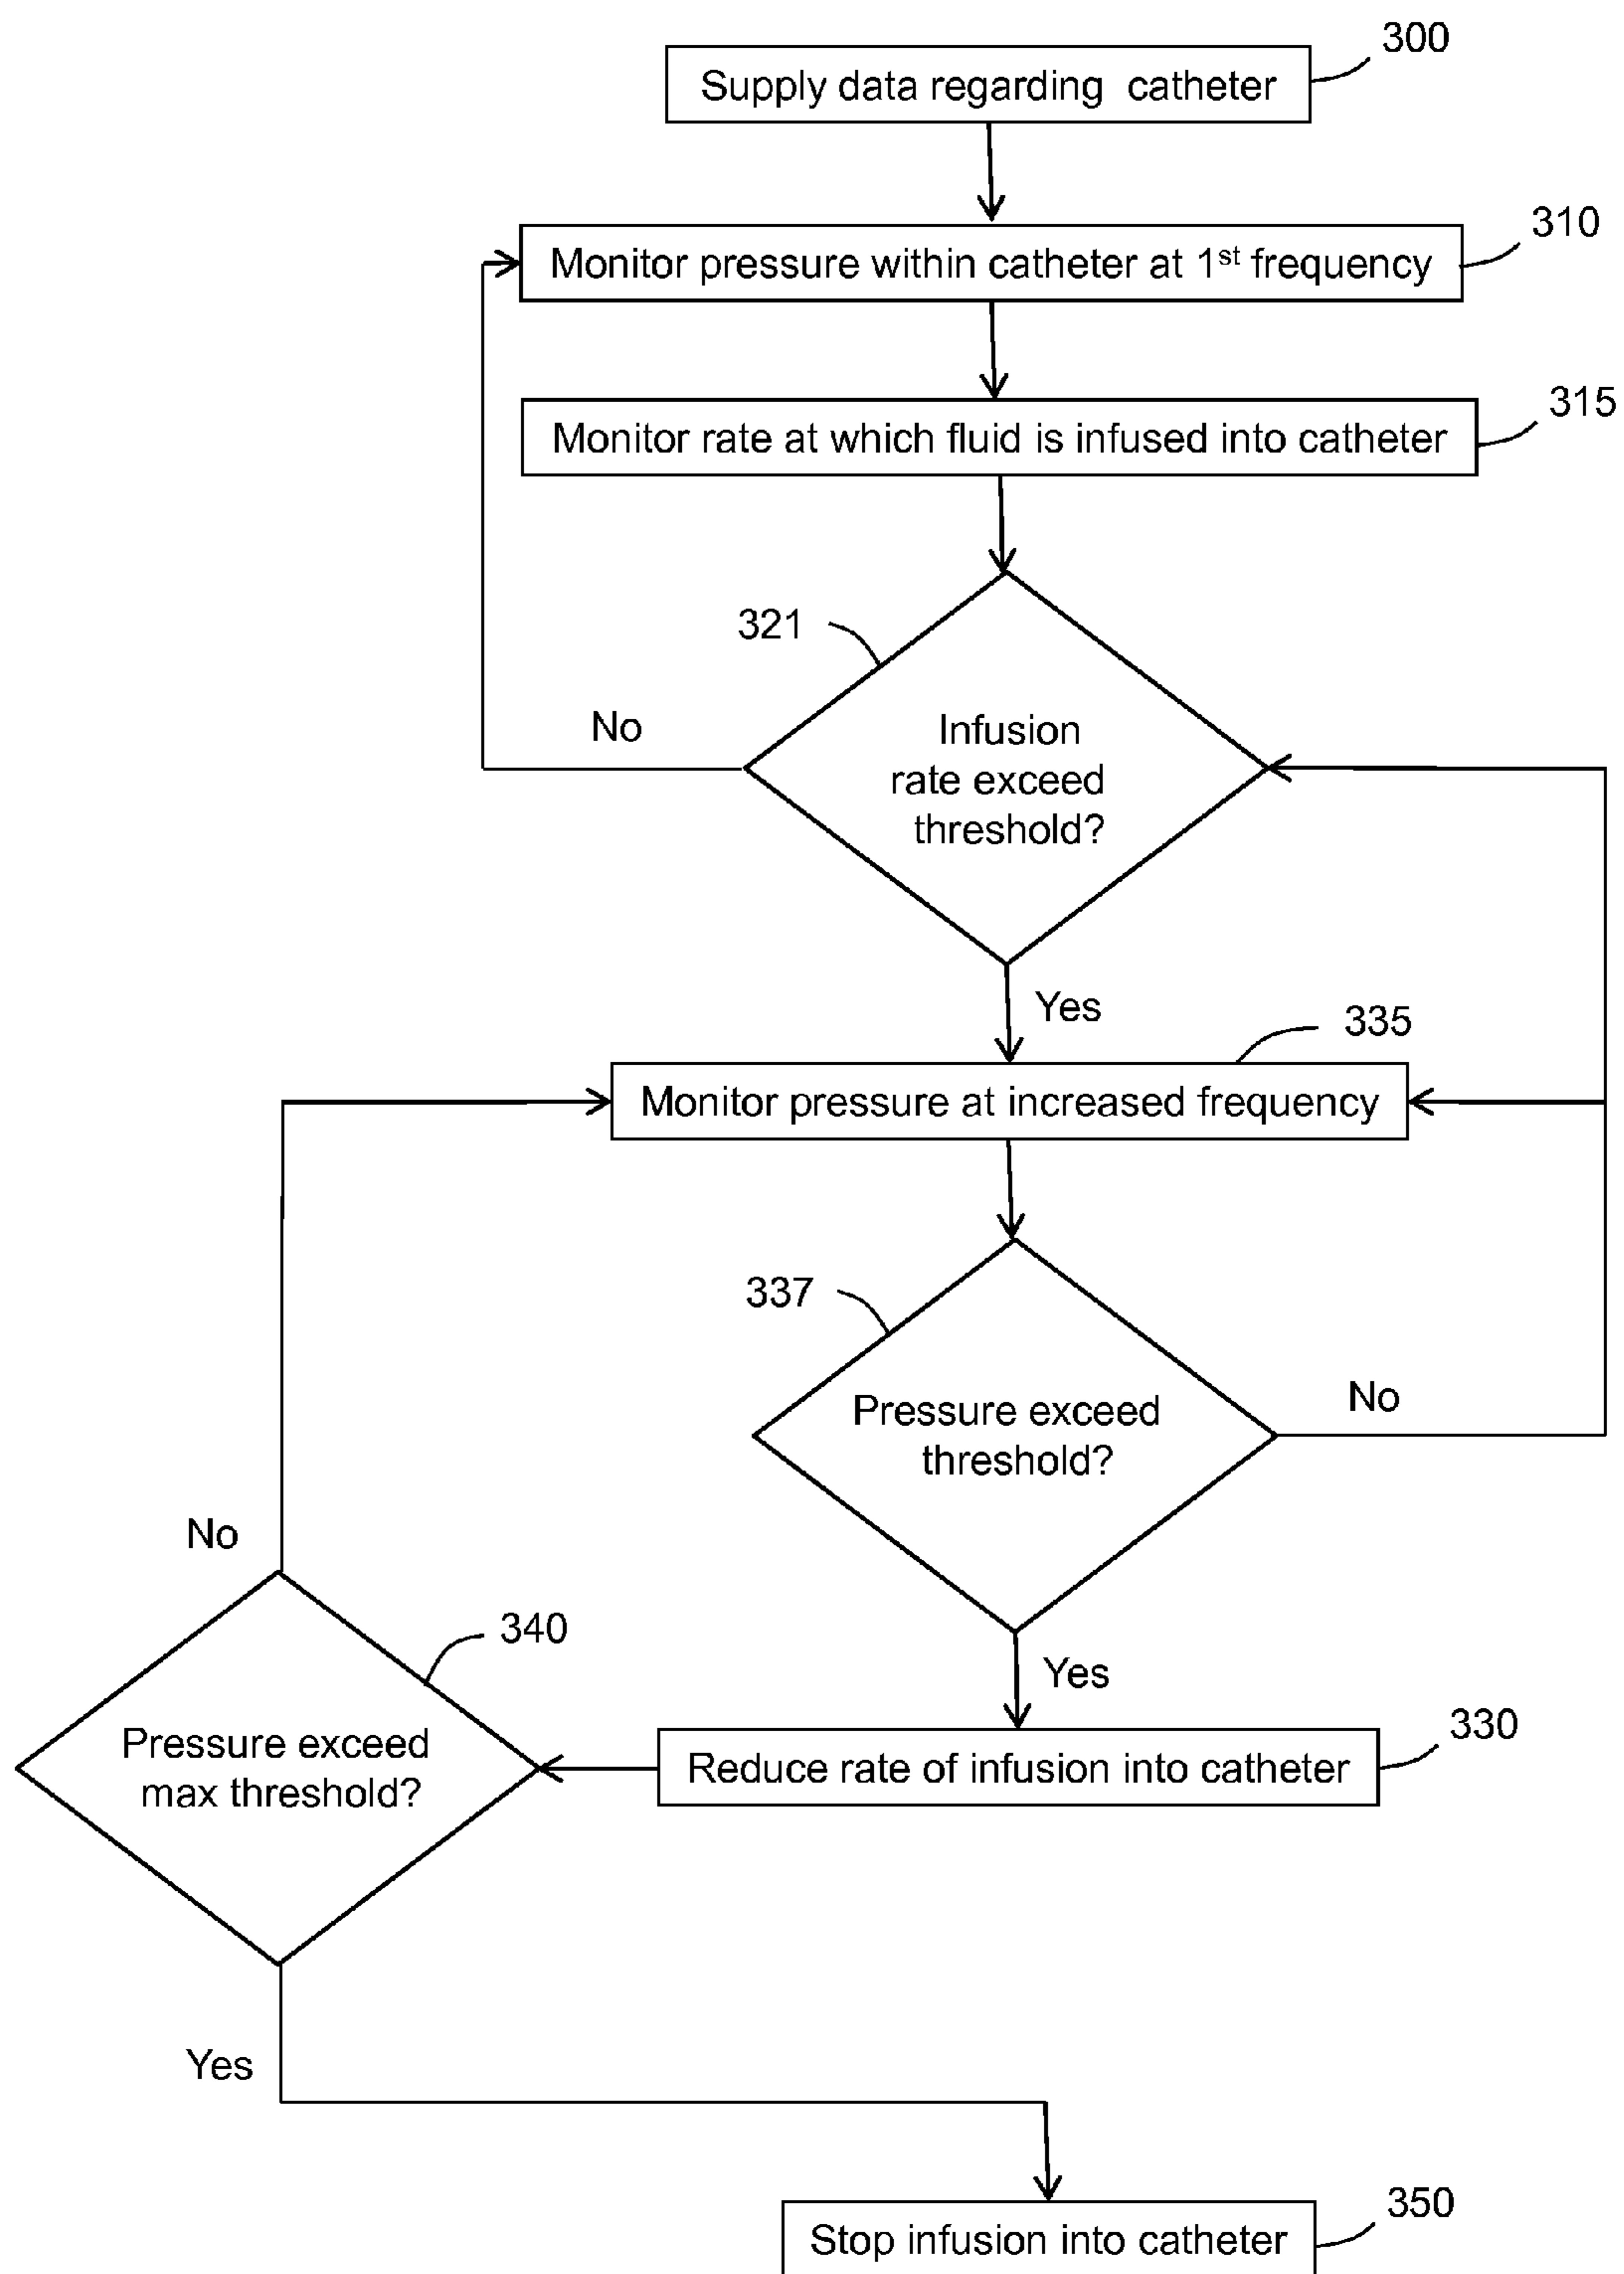 300
Supply data regarding catheter
310
Monitor pressure within catheter at 1st frequency
315
Monitor rate at which fluid is infused into catheter
321
No
Infusion
rate exceed
threshold?
Yes
335
Monitor pressure at increased frequency
337
Pressure exceed
threshold?
No
No
340
Yes
330
Pressure exceed
max threshold?
Reduce rate of infusion into catheter
Yes
350
Stop infusion into catheter